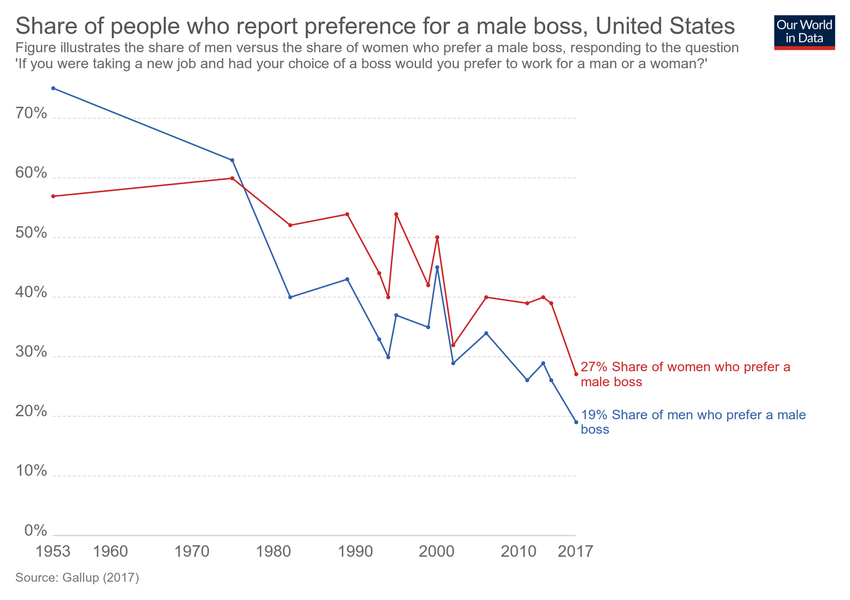 Share of people who report preference for a male boss, United States
Our World
in Data
Figure illustrates the share of men versus the share of women who prefer a male boss, responding to the question
'If you were taking a new job and had your choice of a boss would you prefer to work for a man or a woman?'
70%
60%
50%
40%
30%
20%
10%
0%
27% Share of women who prefer a
male boss
19% Share of men who prefer a male
boss
1953 1960 1970 1980 1990 2000 2010 2017
Source: Gallup (2017)